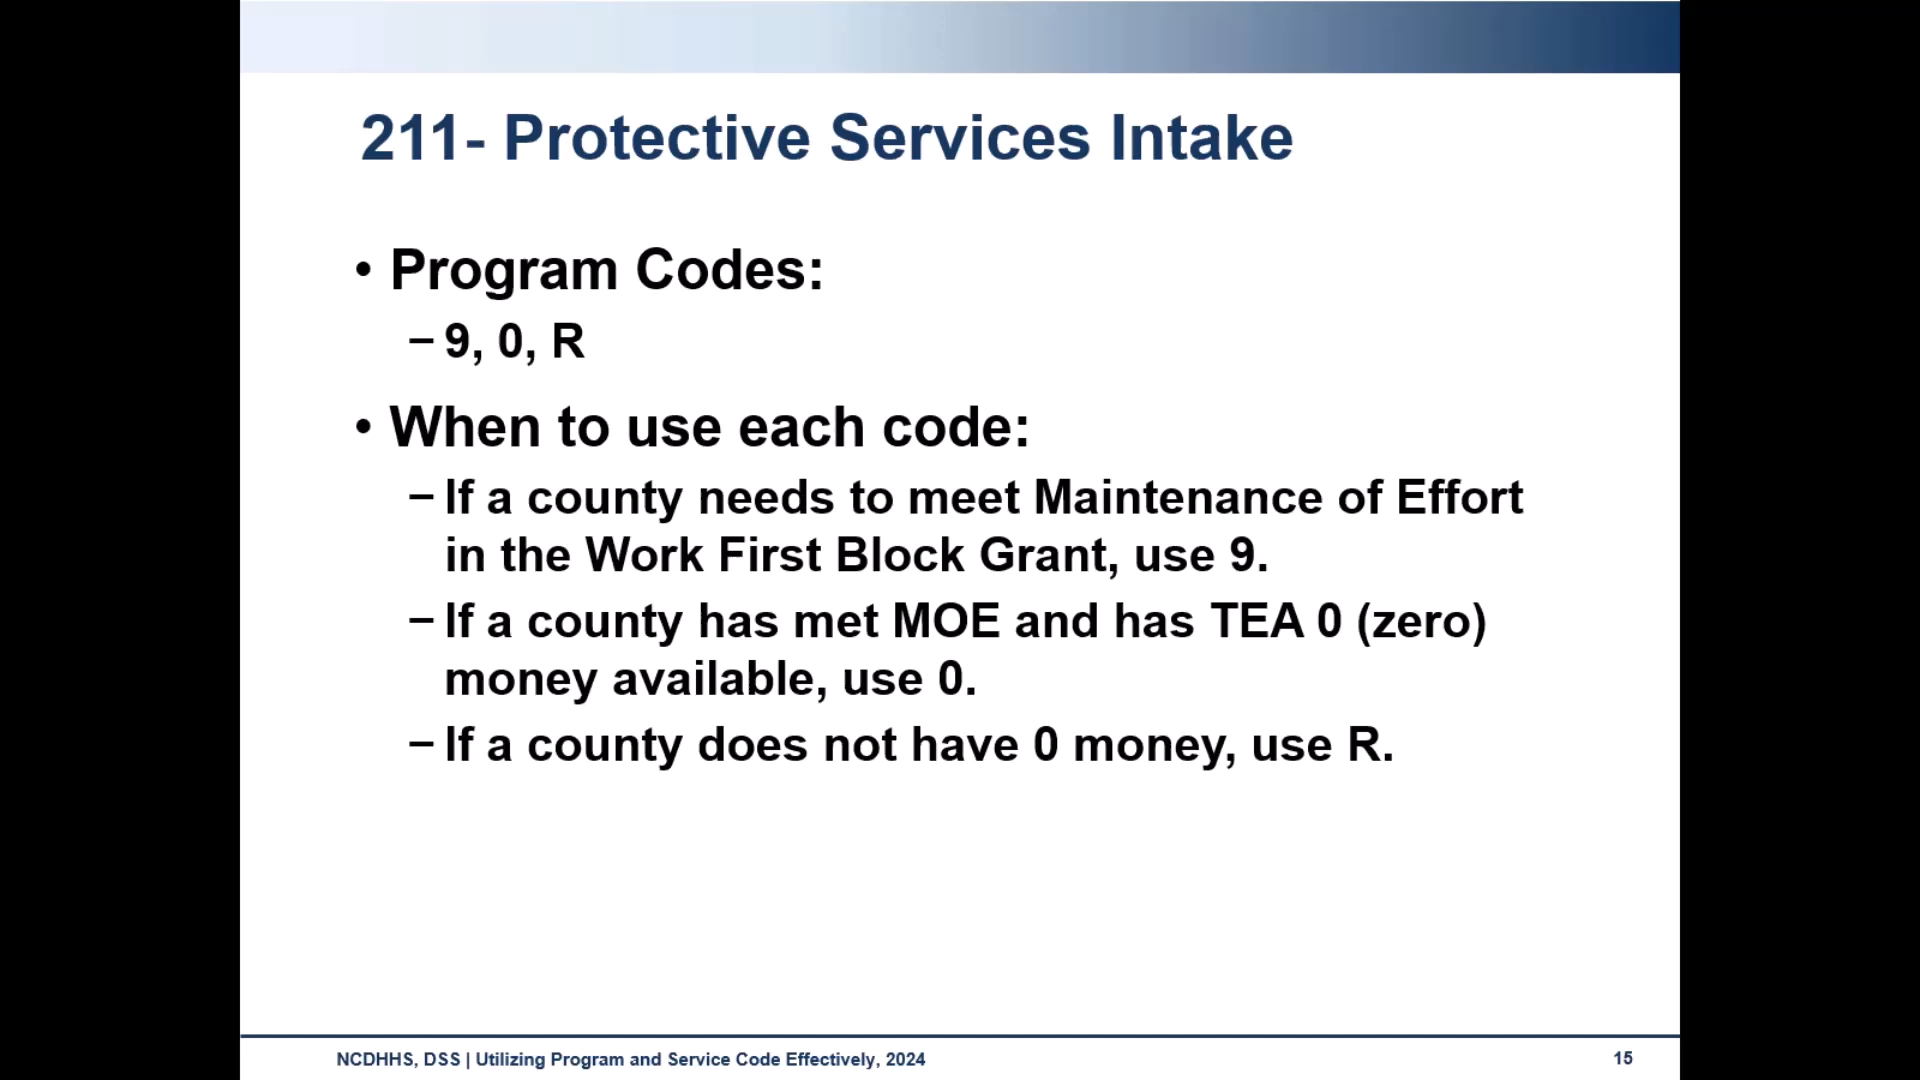 211- Protective Services Intake
• Program Codes:
– 9, 0, R
• When to use each code:
– If a county needs to meet Maintenance of Effort
in the Work First Block Grant, use 9.
– If a county has met MOE and has TEA 0 (zero)
money available, use 0.
– If a county does not have 0 money, use R.
NCDHHS, DSS | Utilizing Program and Service Code Effectively, 2024
15